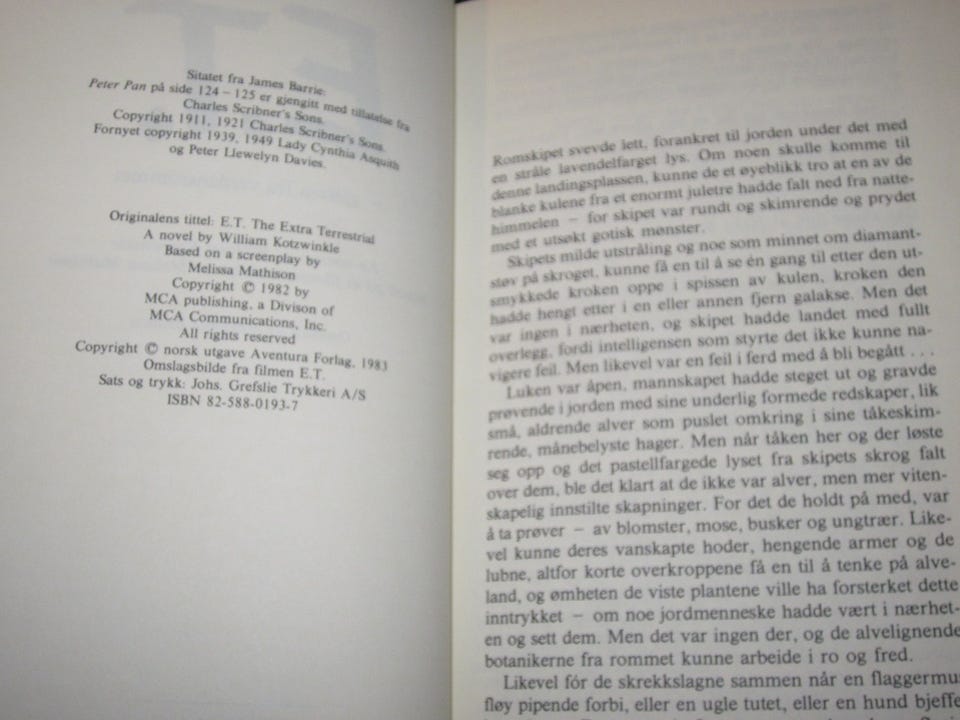 Sitatet fra James Barrie:
Peter Pan på side 124 – 125 er gjengitt med tillatelse fra
Charles Scribner's Sons.
Copyright 1911, 1921 Charles Scribner's Sons.
Fornyet copyright 1939, 1949 Lady Cynthia Asquith
og Peter Llewelyn Davies.
Originalens tittel: E.T. The Extra Terrestrial
A novel by William Kotzwinkle
Based on a screenplay by
Melissa Mathison
Copyright © 1982 by
MCA publishing, a Divison of
MCA Communications, Inc.
All rights reserved
Copyright © norsk utgave Aventura Forlag, 1983
Omslagsbilde fra filmen E.T.
Sats og trykk: Johs. Grefslie Trykkeri A/S
ISBN 82-588-0193-7
Romskipet svevde lett, forankret til jorden under det med
en stråle lavendelfarget lys. Om noen skulle komme til
denne landingsplassen, kunne de et øyeblikk tro at en av de
blanke kulene fra et enormt juletre hadde falt ned fra natte-
himmelen – for skipet var rundt og skimrende og prydet
med et utsøkt gotisk mønster.
Skipets milde utstråling og noe som minnet om diamant-
støv på skroget, kunne få en til å se én gang til etter den ut-
smykkede kroken oppe i spissen av kulen, kroken den
hadde hengt etter i en eller annen fjern galakse. Men det
var ingen i nærheten, og skipet hadde landet med fullt
overlegg, fordi intelligensen som styrte det ikke kunne na-
vigere feil. Men likevel var en feil i ferd med å bli begått . . .
Luken var åpen, mannskapet hadde steget ut og gravde
prøvende i jorden med sine underlig formede redskaper, lik
små, aldrende alver som puslet omkring i sine tåkeskim-
rende, månebelyste hager. Men når tåken her og der løste
seg opp og det pastellfargede lyset fra skipets skrog falt
over dem, ble det klart at de ikke var alver, men mer viten-
skapelig innstilte skapninger. For det de holdt på med, var
å ta prøver – av blomster, mose, busker og ungtrær. Like-
vel kunne deres vanskapte hoder, hengende armer og de
lubne, altfor korte overkroppene få en til å tenke på alve-
land, og ømheten de viste plantene ville ha forsterket dette
inntrykket – om noe jordmenneske hadde vært i nærhet-
en og sett dem. Men det var ingen der, og de alvelignende
botanikerne fra rommet kunne arbeide i ro og fred.
Likevel fór de skrekkslagne sammen når en flaggermu
fløy pipende forbi, eller en ugle tutet, eller en hund bjeffe